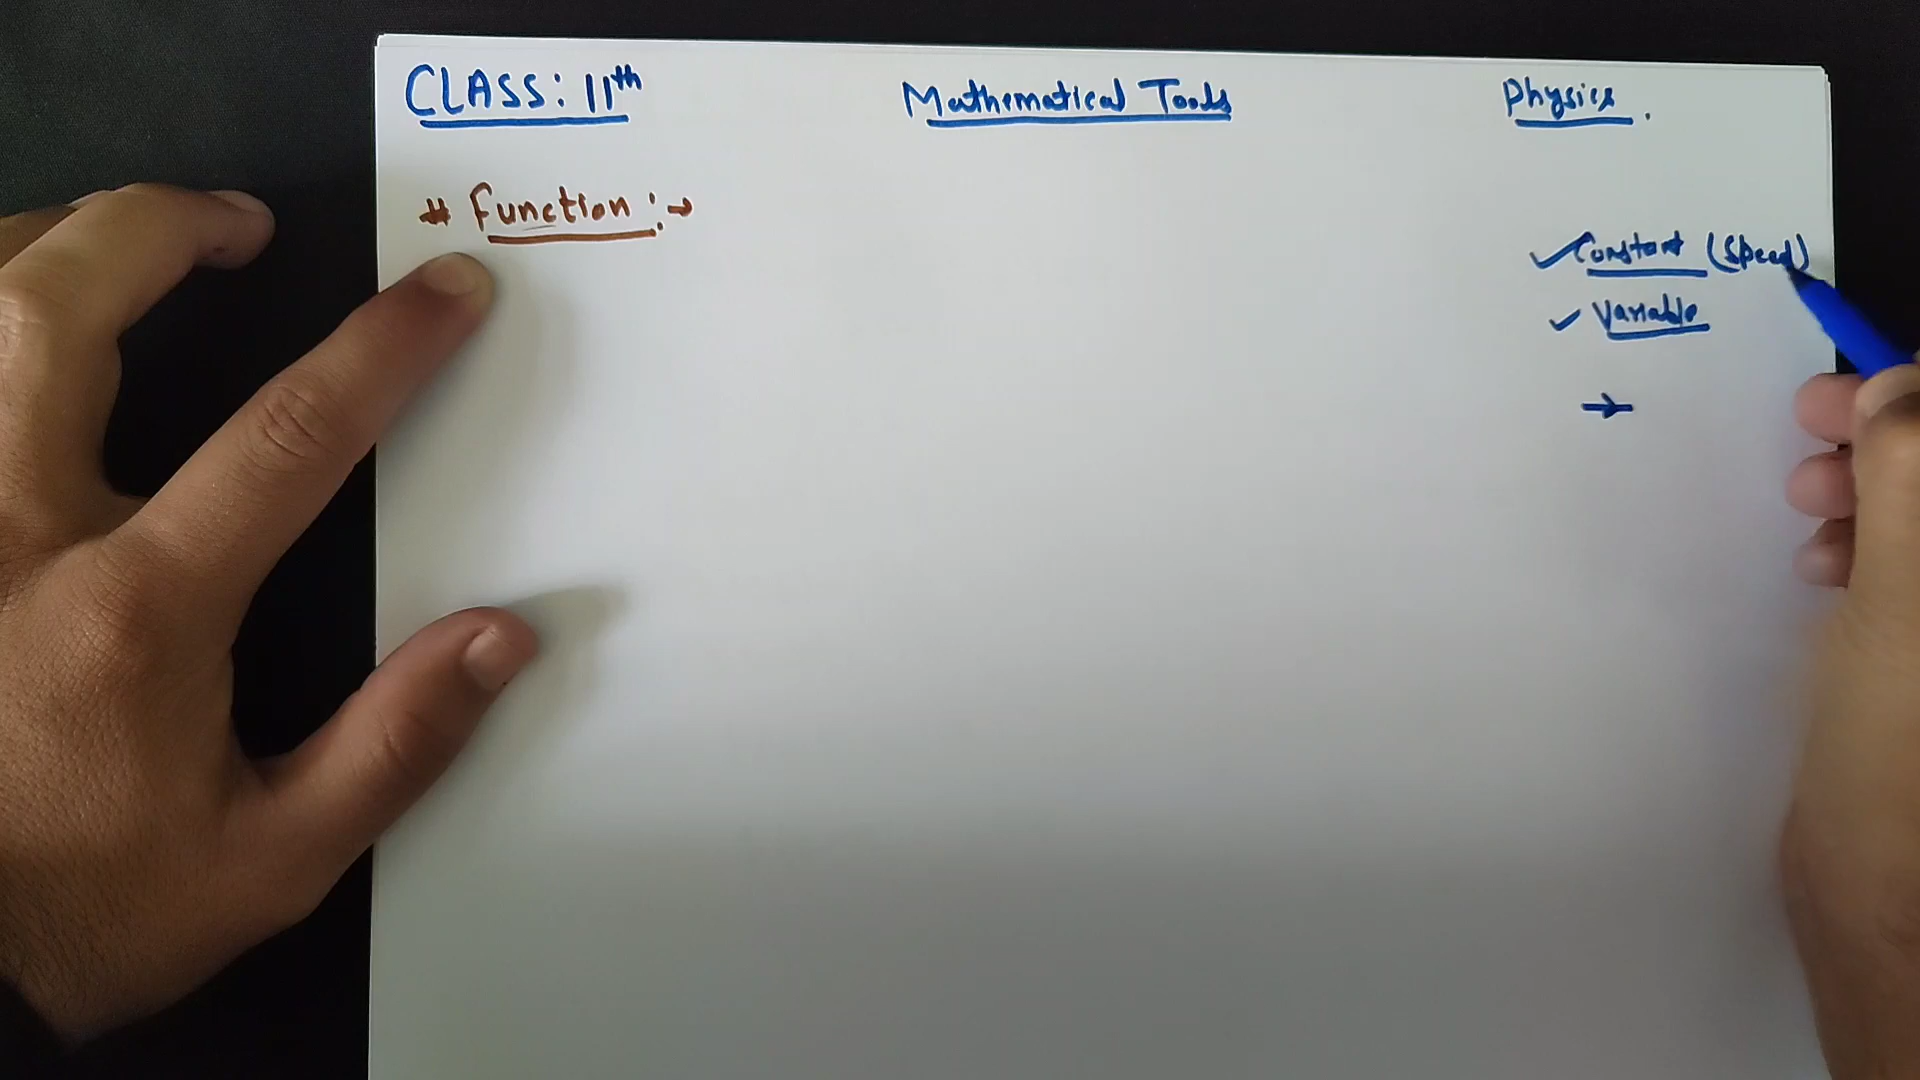 CLASS: 11th Mathematical Tools Physics.
# Function :→
✓ Constant (Speed)
✓ Variable
→